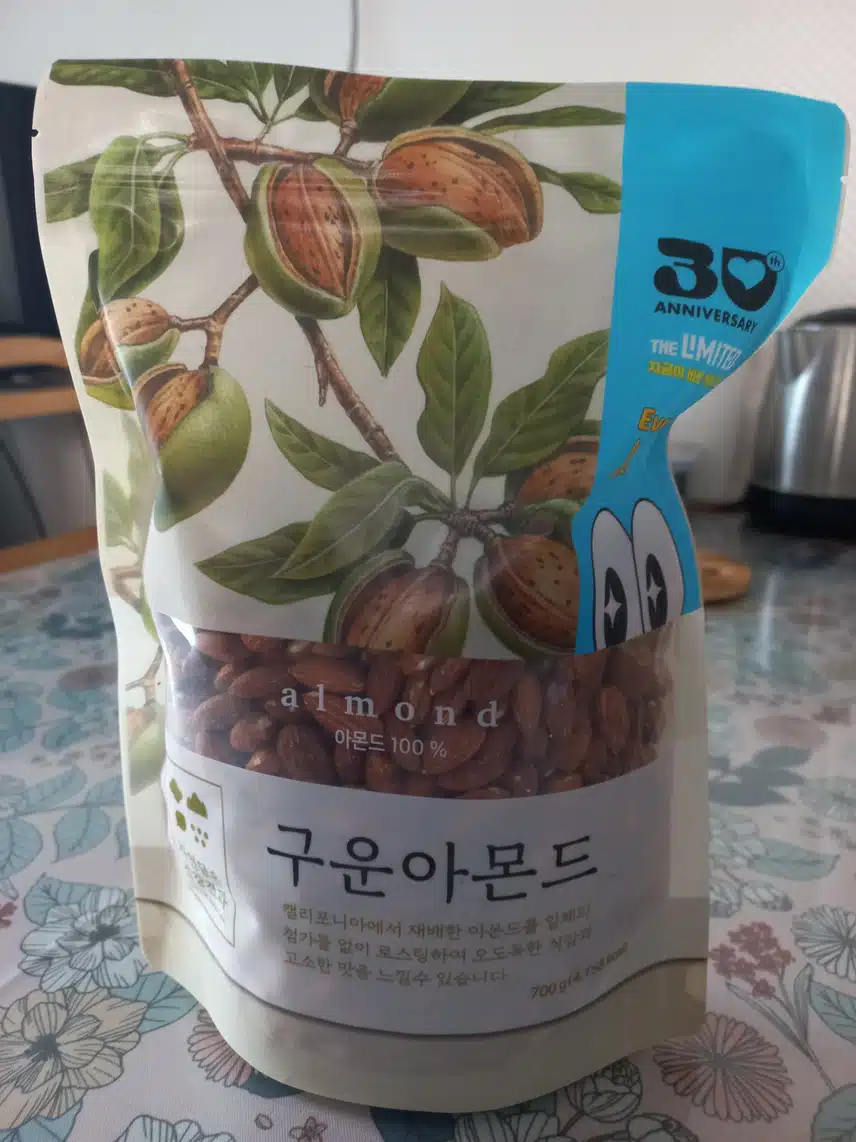 30th
ANNIVERSARY
THE LIMITED
almond
아몬드 100 %
구운아몬드
캘리포니아에서 재배한 아몬드를 일체의
첨가물 없이 로스팅하여 오도독한 식감과
고소한 맛을 느낄수 있습니다
700 g